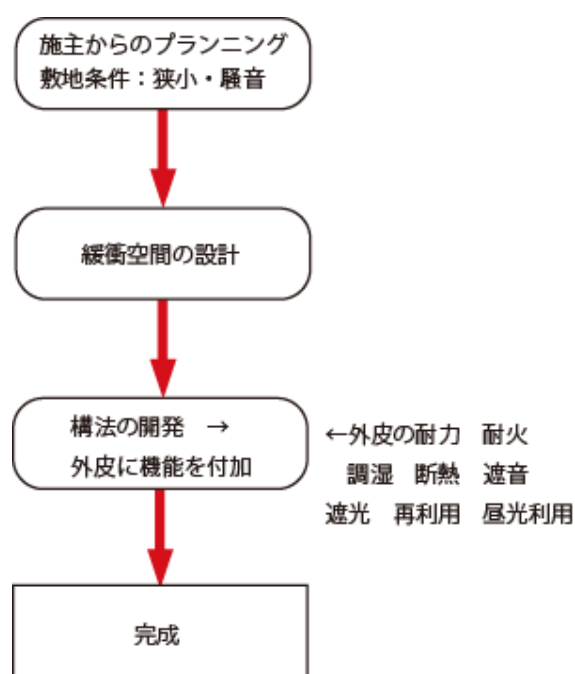 施主からのプランニング
敷地条件：狭小・騒音
緩衝空間の設計
構法の開発　→
外皮に機能を付加
←外皮の耐力　耐火
調湿　断熱　遮音
遮光　再利用　昼光利用
完成